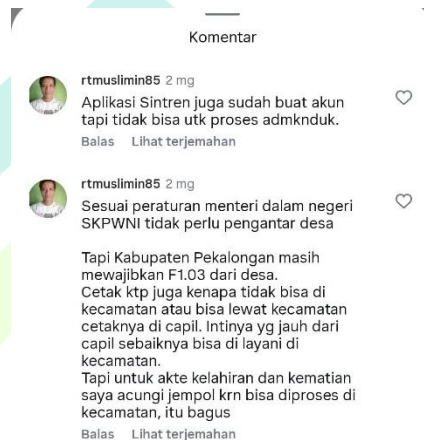 Komentar
rtmuslimin85 2 mg
Aplikasi Sintren juga sudah buat akun
tapi tidak bisa utk proses admknduk.
Balas Lihat terjemahan
rtmuslimin85 2 mg
Sesuai peraturan menteri dalam negeri
SKPWNI tidak perlu pengantar desa
Tapi Kabupaten Pekalongan masih
mewajibkan F1.03 dari desa.
Cetak ktp juga kenapa tidak bisa di
kecamatan atau bisa lewat kecamatan
cetaknya di capil. Intinya yg jauh dari
capil sebaiknya bisa di layani di
kecamatan.
Tapi untuk akte kelahiran dan kematian
saya acungi jempol krn bisa diproses di
kecamatan, itu bagus
Balas Lihat terjemahan